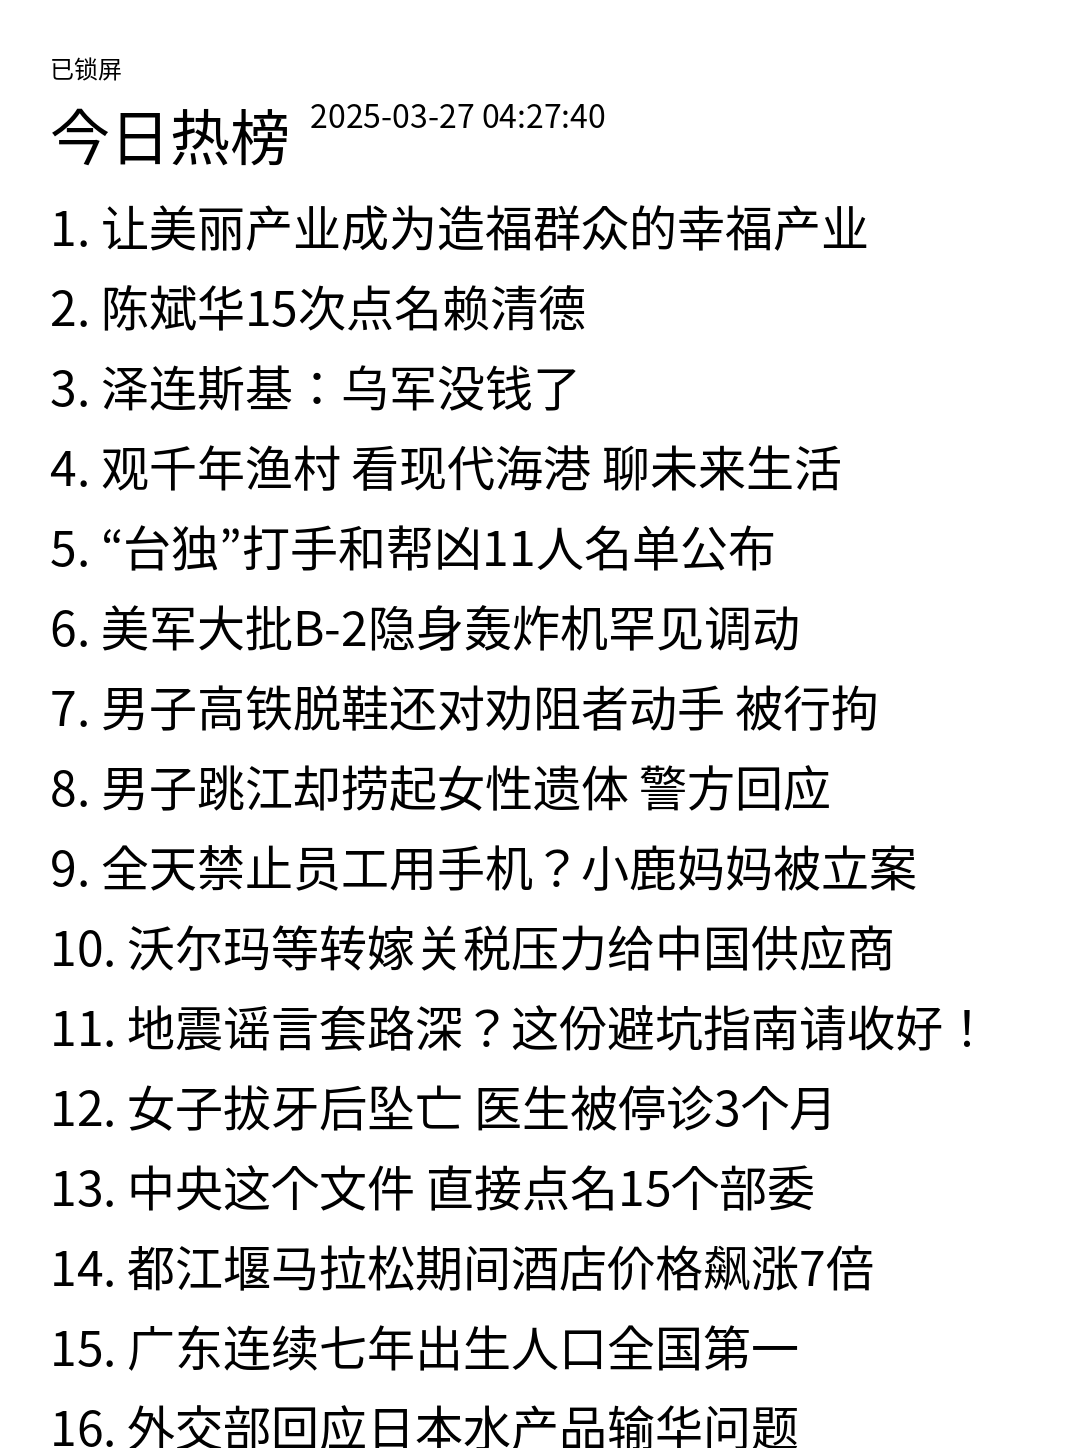 已锁屏
今日热榜 2025-03-27 04:27:40
1. 让美丽产业成为造福群众的幸福产业
2. 陈斌华15次点名赖清德
3. 泽连斯基：乌军没钱了
4. 观千年渔村 看现代海港 聊未来生活
5. “台独”打手和帮凶11人名单公布
6. 美军大批B-2隐身轰炸机罕见调动
7. 男子高铁脱鞋还对劝阻者动手 被行拘
8. 男子跳江却捞起女性遗体 警方回应
9. 全天禁止员工用手机？小鹿妈妈被立案
10. 沃尔玛等转嫁关税压力给中国供应商
11. 地震谣言套路深？这份避坑指南请收好！
12. 女子拔牙后坠亡 医生被停诊3个月
13. 中央这个文件 直接点名15个部委
14. 都江堰马拉松期间酒店价格飙涨7倍
15. 广东连续七年出生人口全国第一
16. 外交部回应日本水产品输华问题